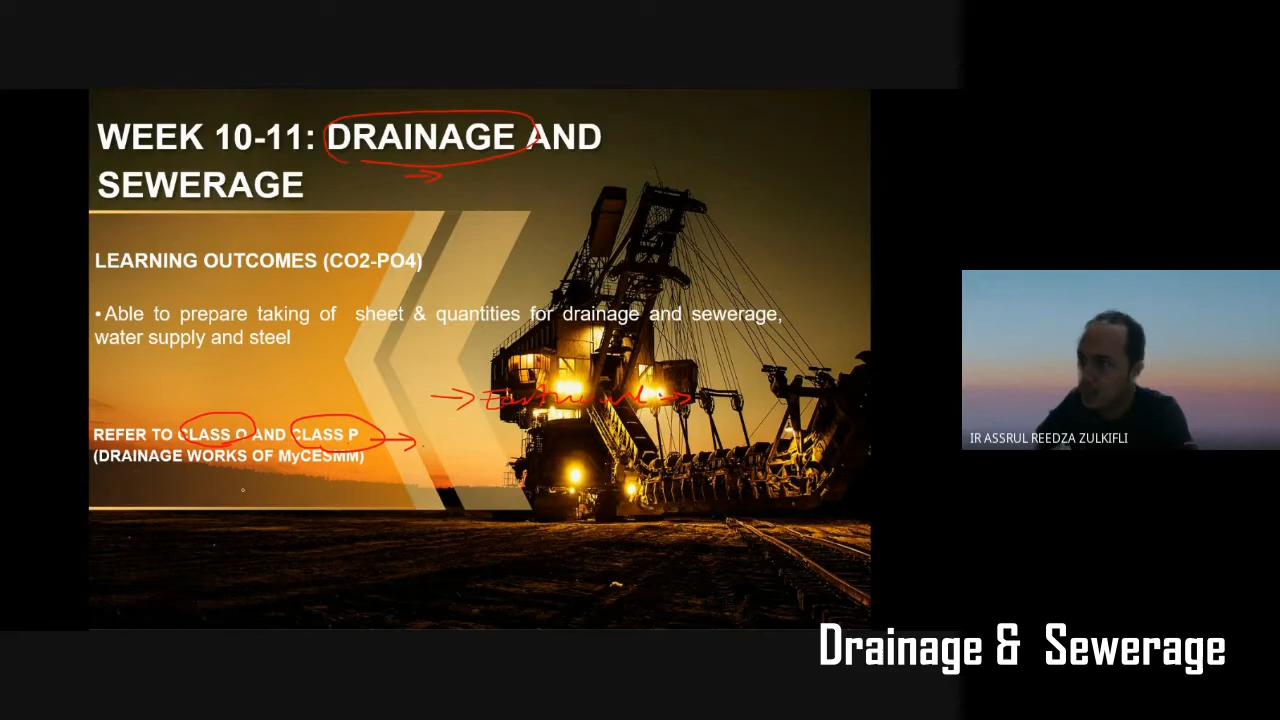 WEEK 10-11: DRAINAGE AND
SEWERAGE
LEARNING OUTCOMES (CO2-PO4)
•Able to prepare taking of sheet & quantities for drainage and sewerage,
water supply and steel
REFER TO CLASS O AND CLASS P
(DRAINAGE WORKS OF MyCESMM)
IR ASSRUL REEDZA ZULKIFLI
Drainage & Sewerage